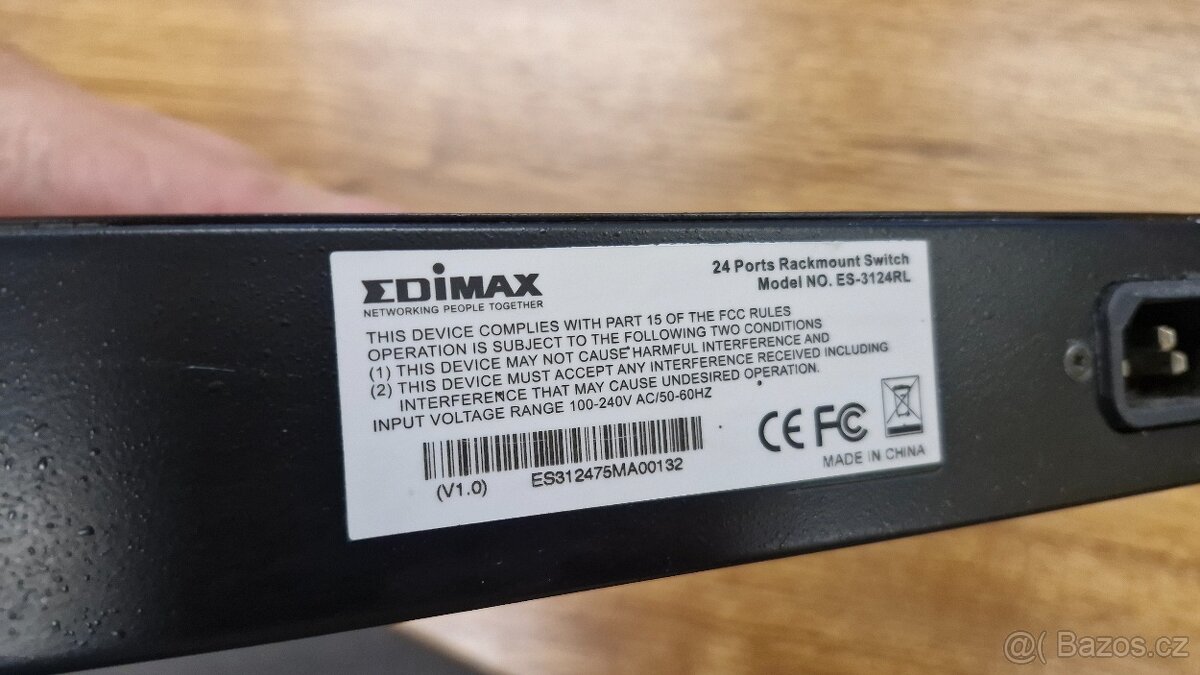 EDiMAX
NETWORKING PEOPLE TOGETHER
24 Ports Rackmount Switch
Model NO. ES-3124RL
THIS DEVICE COMPLIES WITH PART 15 OF THE FCC RULES
OPERATION IS SUBJECT TO THE FOLLOWING TWO CONDITIONS
(1) THIS DEVICE MAY NOT CAUSE HARMFUL INTERFERENCE AND
(2) THIS DEVICE MUST ACCEPT ANY INTERFERENCE RECEIVED INCLUDING
INTERFERENCE THAT MAY CAUSE UNDESIRED OPERATION.
INPUT VOLTAGE RANGE 100-240V AC/50-60HZ
CE FC
(V1.0) ES312475MA00132
MADE IN CHINA
@( Bazos.cz